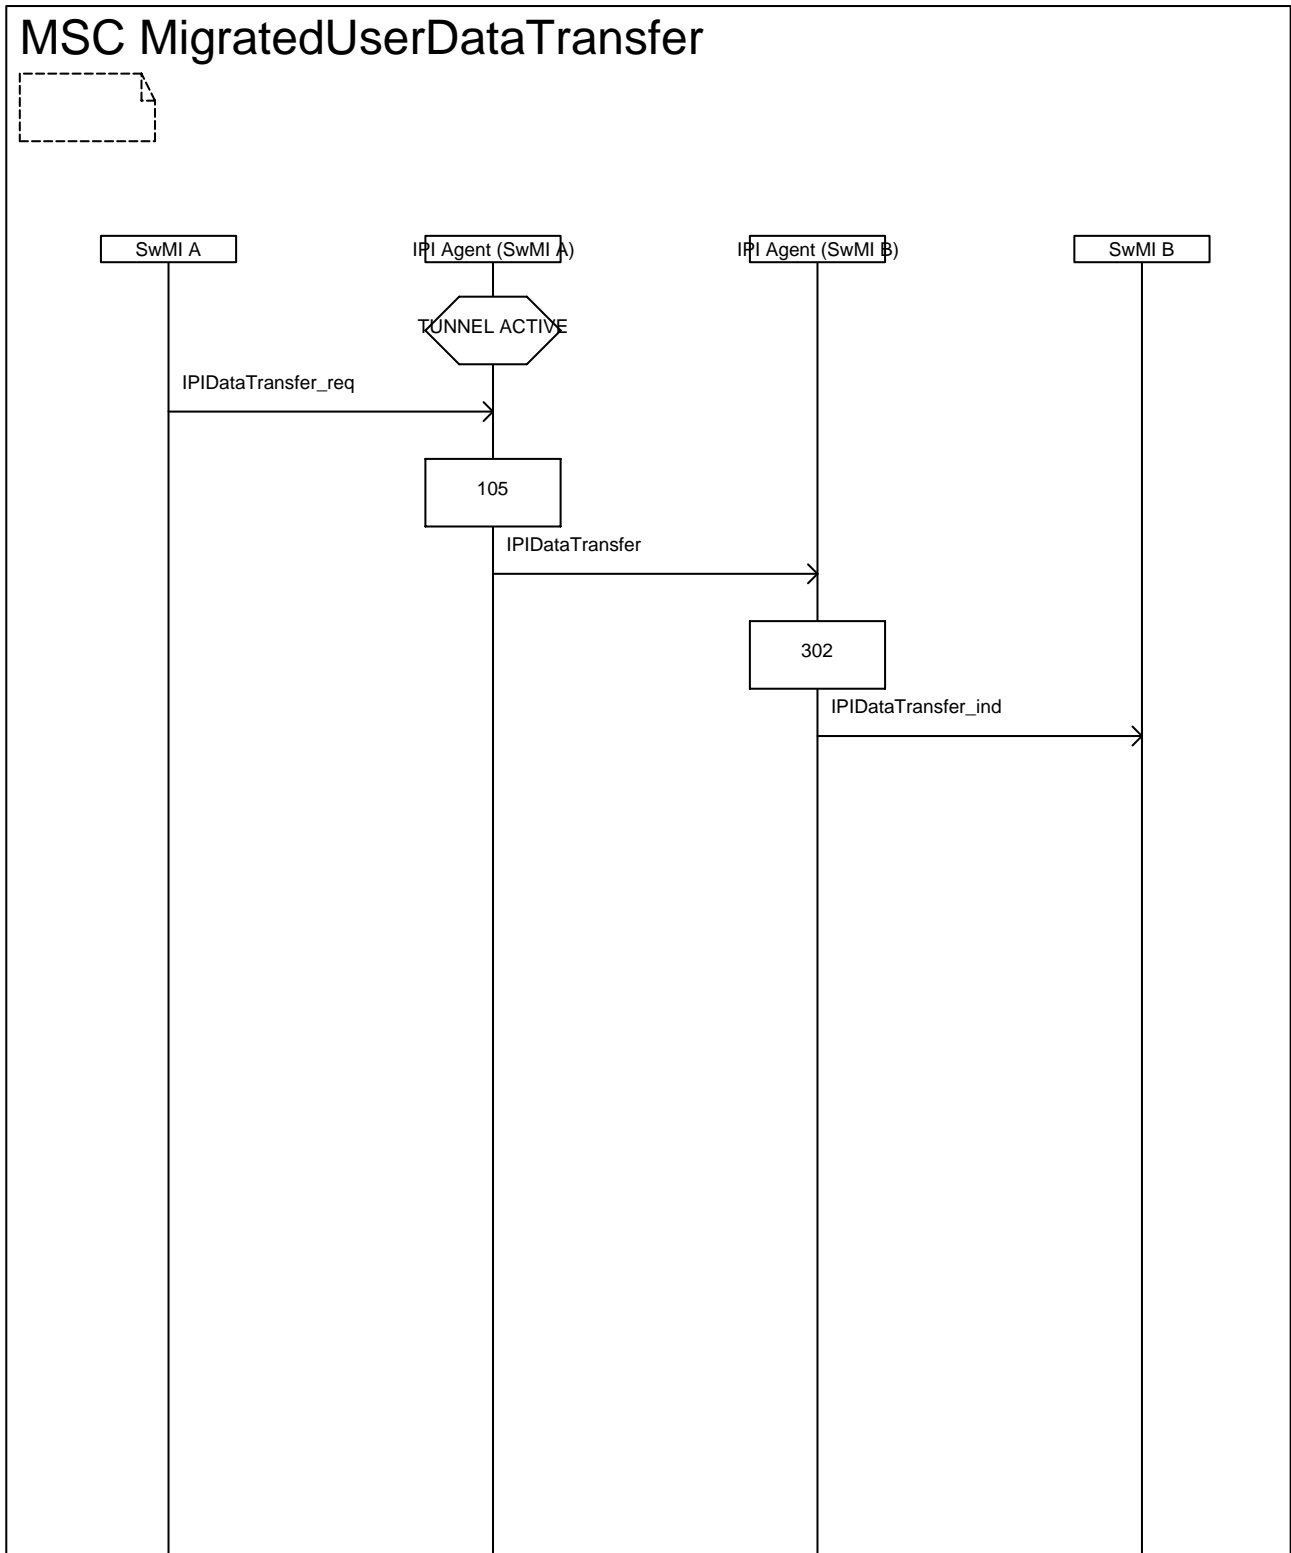 MSC MigratedUserDataTransfer
SwMI A
IPI Agent (SwMI A)
IPI Agent (SwMI B)
SwMI B
TUNNEL ACTIVE
IPIDataTransfer_req
105
IPIDataTransfer
302
IPIDataTransfer_ind